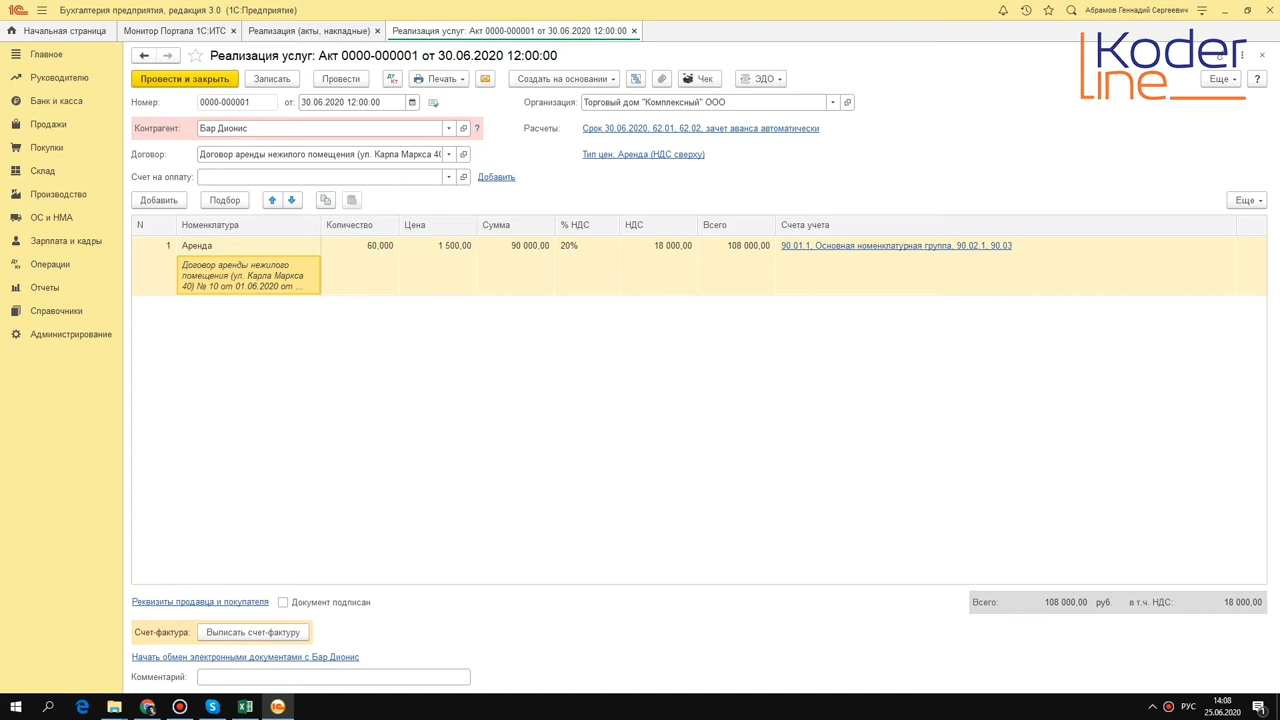 Бухгалтерия предприятия, редакция 3.0 (1С:Предприятие)
Абрамов Геннадий Сергеевич
Начальная страница
Монитор Портала 1С:ИТС ×
Реализация (акты, накладные) ×
Реализация услуг: Акт 0000-000001 от 30.06.2020 12:00:00 ×
Koder
line
Главное
Руководителю
Банк и касса
Продажи
Покупки
Склад
Производство
ОС и НМА
Зарплата и кадры
Операции
Отчеты
Справочники
Администрирование
Реализация услуг: Акт 0000-000001 от 30.06.2020 12:00:00
Провести и закрыть Записать Провести Печать Создать на основании Чек ЭДО Еще ?
Номер: 0000-000001 от: 30.06.2020 12:00:00 Организация: Торговый дом "Комплексный" ООО
Контрагент: Бар Дионис ? Расчеты: Срок 30.06.2020, 62.01, 62.02, зачет аванса автоматически
Договор: Договор аренды нежилого помещения (ул. Карла Маркса 40 Тип цен: Аренда (НДС сверху)
Счет на оплату: Добавить
Добавить Подбор Еще
N Номенклатура Количество Цена Сумма % НДС НДС Всего Счета учета
1 Аренда 60,000 1 500,00 90 000,00 20% 18 000,00 108 000,00 90.01.1, Основная номенклатурная группа, 90.02.1, 90.03
Договор аренды нежилого
помещения (ул. Карла Маркса
40) № 10 от 01.06.2020 от ...
Реквизиты продавца и покупателя Документ подписан Всего: 108 000,00 руб. в т.ч. НДС: 18 000,00
Счет-фактура: Выписать счет-фактуру
Начать обмен электронными документами с Бар Дионис
Комментарий:
РУС
14:08
25.06.2020
1